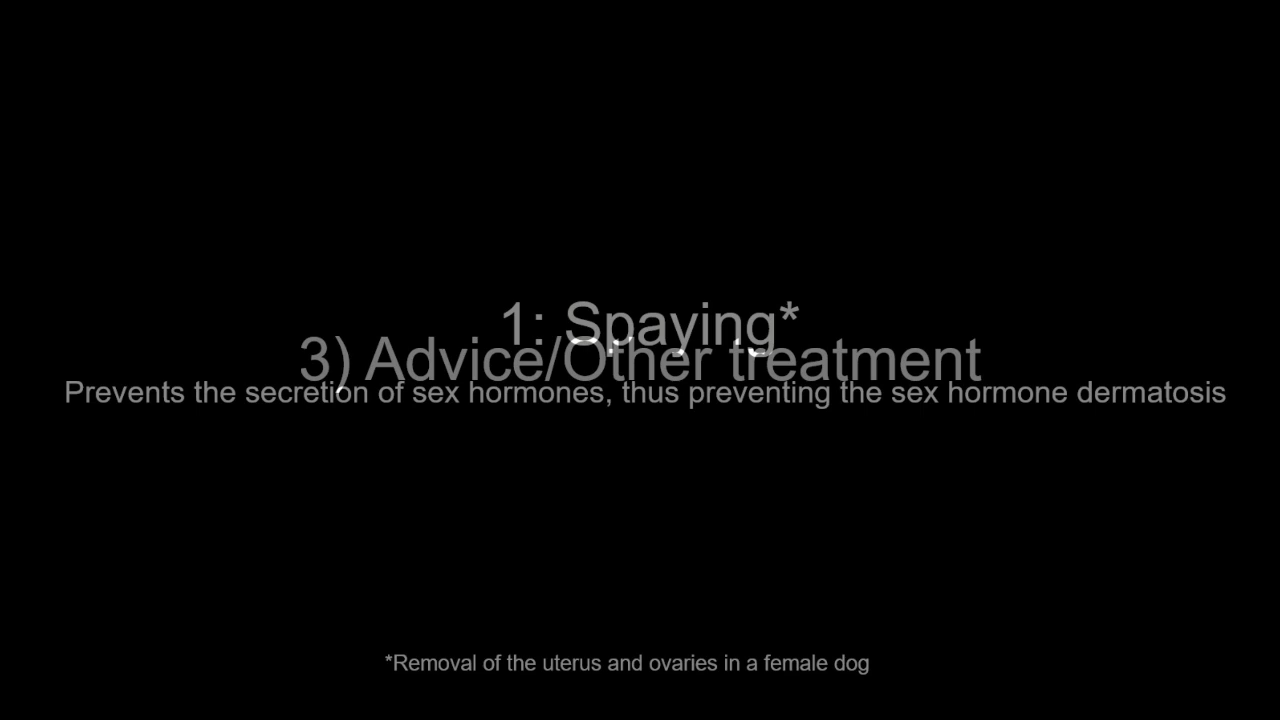 1: Spaying*
3) Advice/Other treatment
Prevents the secretion of sex hormones, thus preventing the sex hormone dermatosis
*Removal of the uterus and ovaries in a female dog